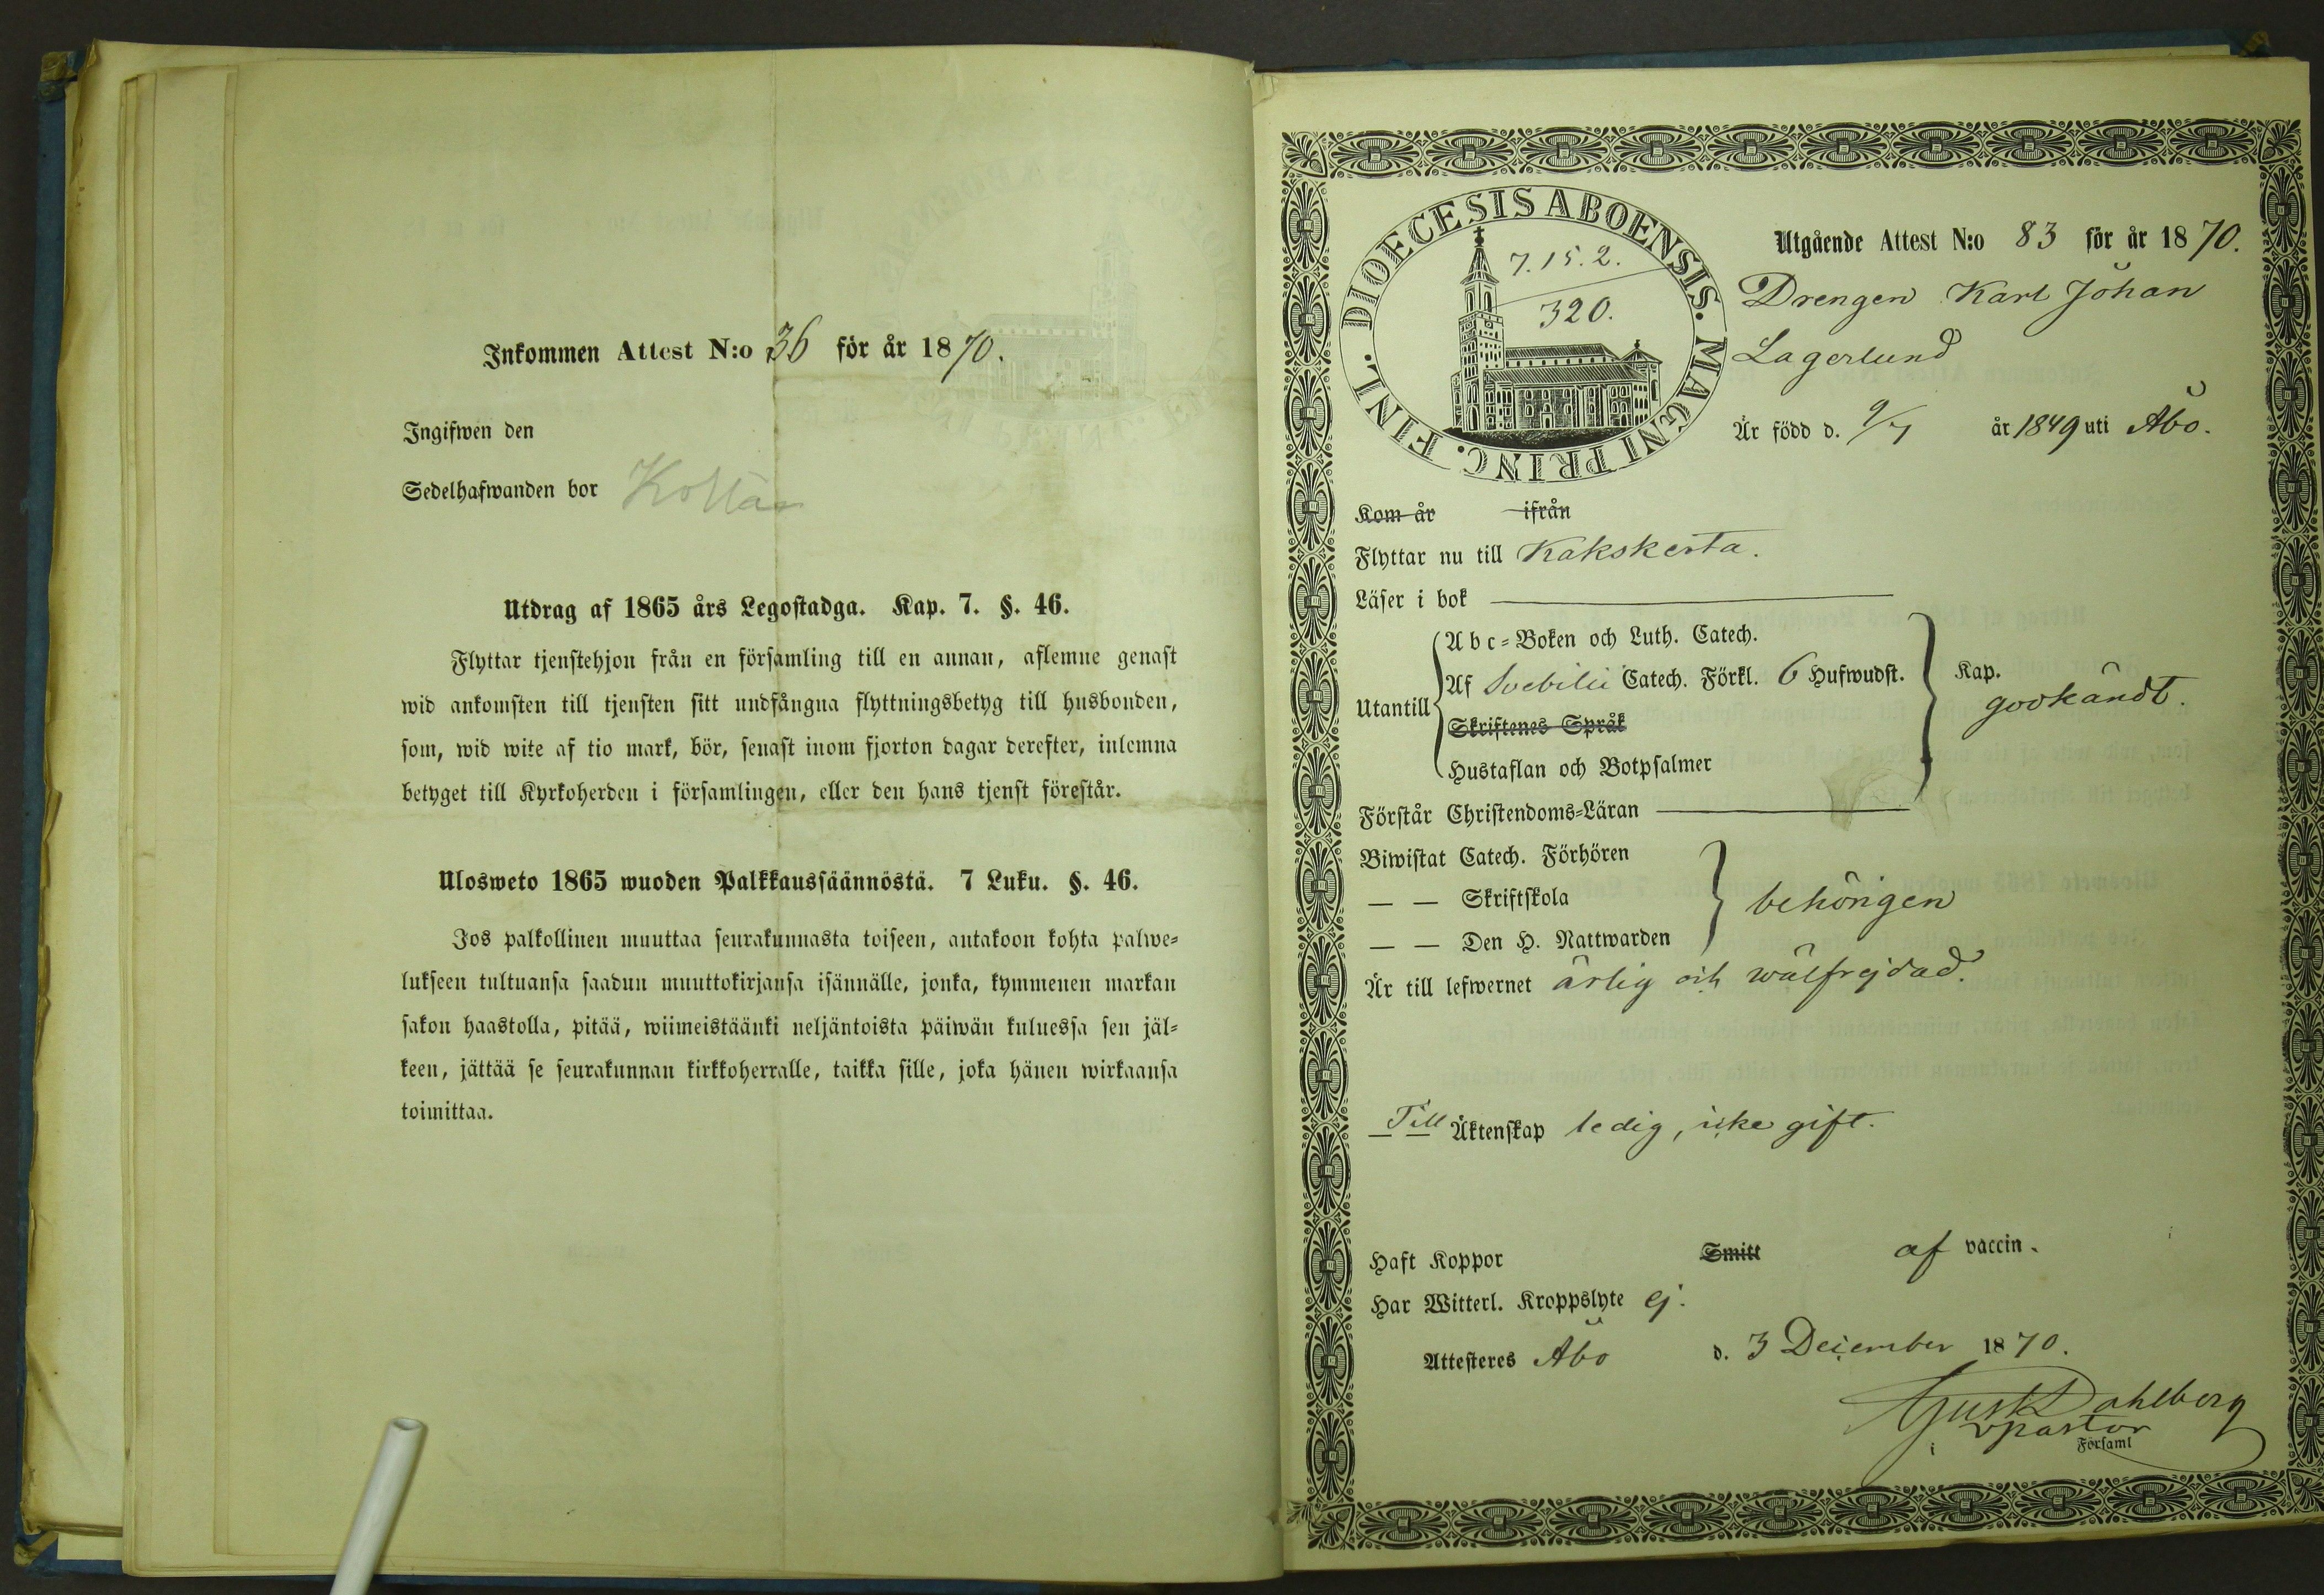 Inkommen Attest N:o 36 för år 1870.
Ingifwen den
Sedelhafwanden bor
Utdrag af 1865 års Legostadga. Kap. 7. §. 46.
Flyttar tjenstehjon från en församling till en annan, aflemne genast
wid ankomsten till tjensten sitt undfångna flyttningsbetyg till husbonden,
som, wid wite af tio mark, bör, senast inom fjorton dagar derefter, inlemna
betyget till Kyrkoherden i församlingen, eller den hans tjenst förestår.
Ulosweto 1865 wuoden Palkkaussäännöstä. 7 Luku. §. 46.
Jos palkollinen muuttaa seurakunnasta toiseen, antakoon kohta palwe=
lukseen tultuansa saadun muuttokirjansa isännälle, jonka, kymmenen markan
sakon haastolla, pitää, wiimeistäänki neljäntoista päiwän kuluessa sen jäl=
keen, jättää se seurakunnan kirkkoherralle, taikka sille, joka hänen wirkaansa
toimittaa.
DIOECESIS ABOENSIS. MAGNI PRINC. FINL.
7.15.2.
320.
Utgående Attest N:o 83 för år 1870.
Drengen Karl Johan
Lagerlund
Är född d. 9/7 år 1849 uti Åbo.
Kom år ifrån
Flyttar nu till Kakskerta.
Läser i bok
Abc=Boken och Luth. Catech.
Utantill Af Svebilii Catech. Förkl. 6 Hufwudst. Kap. godkändt.
Skriftenes Språk
Hustaflan och Botpsalmer
Förstår Christendoms=Läran
Biwistat Catech. Förhören
— — Skriftskola behörigen
— — Den H. Nattwarden
Är till lefwernet ärlig och wälfrejdad.
— Till — Äktenskap ledig, icke gift.
Haft Koppor Smitt af vaccin.
Har Witterl. Kroppslyte ej.
Attesteres Åbo d. 3 December 1870.
Gust Dahlberg
vpastor
i Församl